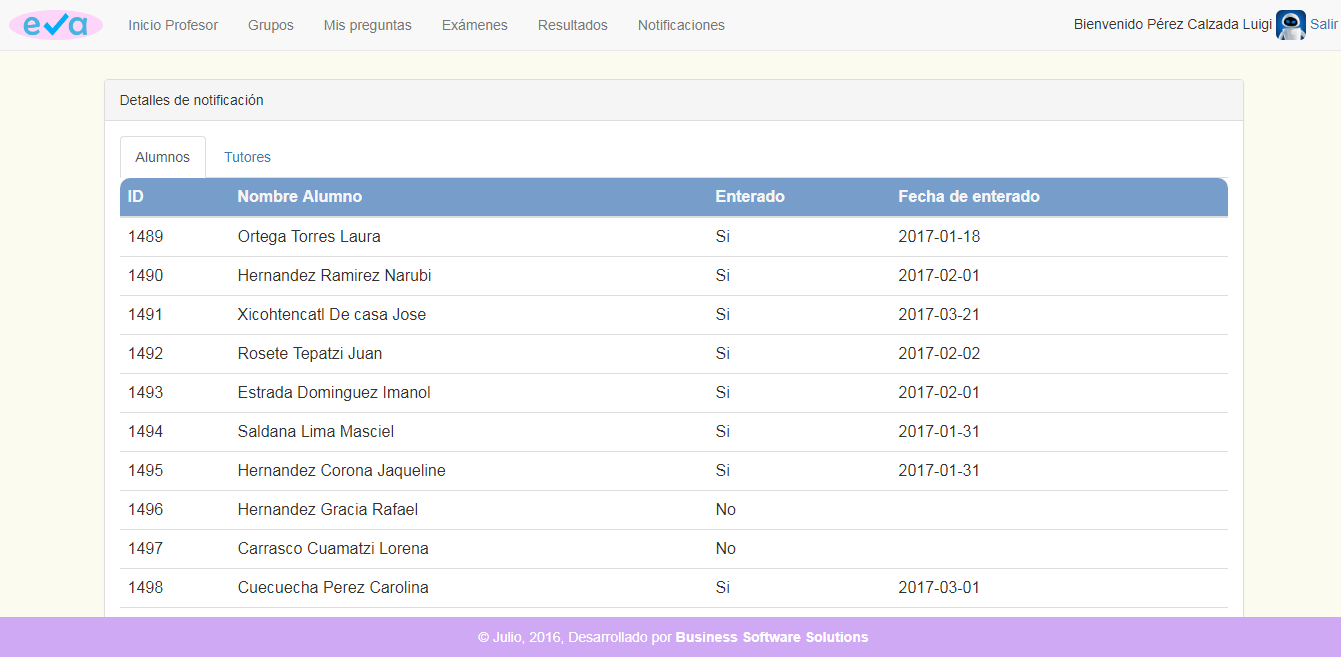 eva Inicio Profesor Grupos Mis preguntas Exámenes Resultados Notificaciones Bienvenido Pérez Calzada Luigi Salir
Detalles de notificación
Alumnos Tutores
ID Nombre Alumno Enterado Fecha de enterado
1489 Ortega Torres Laura Si 2017-01-18
1490 Hernandez Ramirez Narubi Si 2017-02-01
1491 Xicohtencatl De casa Jose Si 2017-03-21
1492 Rosete Tepatzi Juan Si 2017-02-02
1493 Estrada Dominguez Imanol Si 2017-02-01
1494 Saldana Lima Masciel Si 2017-01-31
1495 Hernandez Corona Jaqueline Si 2017-01-31
1496 Hernandez Gracia Rafael No
1497 Carrasco Cuamatzi Lorena No
1498 Cuecuecha Perez Carolina Si 2017-03-01
© Julio, 2016, Desarrollado por Business Software Solutions